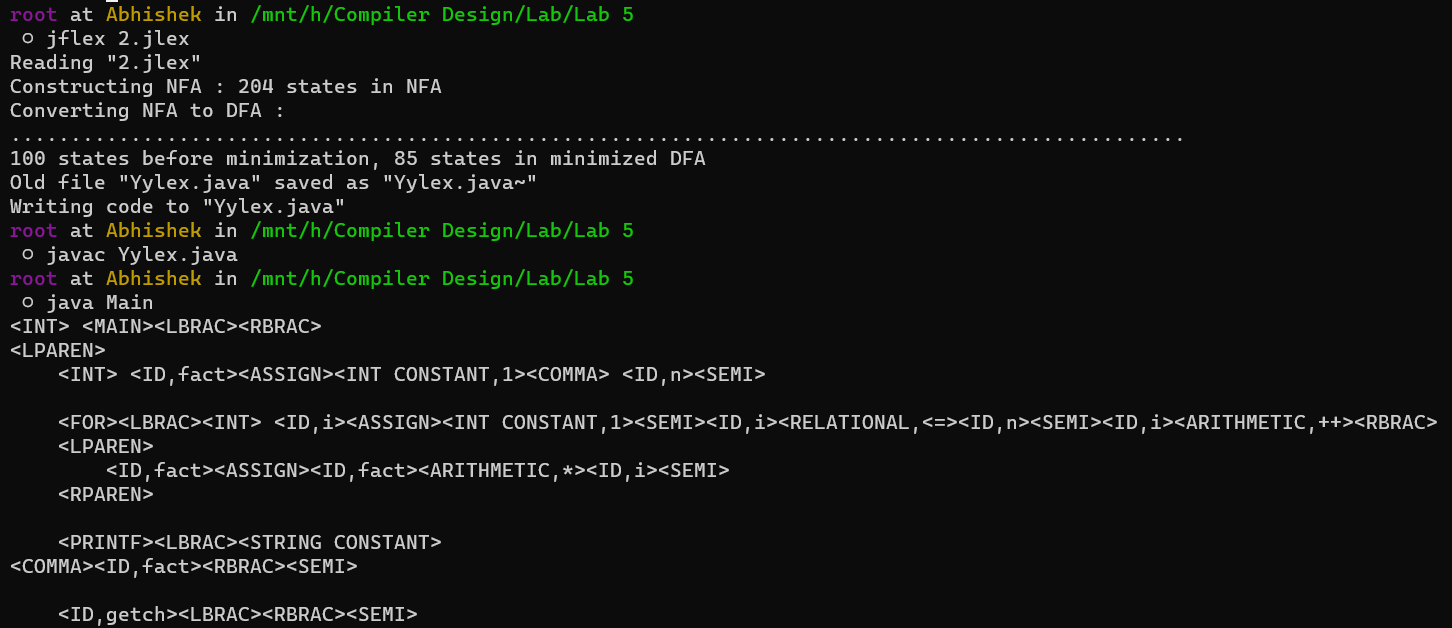 root at Abhishek in /mnt/h/Compiler Design/Lab/Lab 5
○ jflex 2.jlex
Reading "2.jlex"
Constructing NFA : 204 states in NFA
Converting NFA to DFA :
..................................................................................................
100 states before minimization, 85 states in minimized DFA
Old file "Yylex.java" saved as "Yylex.java~"
Writing code to "Yylex.java"
root at Abhishek in /mnt/h/Compiler Design/Lab/Lab 5
○ javac Yylex.java
root at Abhishek in /mnt/h/Compiler Design/Lab/Lab 5
○ java Main
<INT> <MAIN><LBRAC><RBRAC>
<LPAREN>
    <INT> <ID,fact><ASSIGN><INT CONSTANT,1><COMMA> <ID,n><SEMI>
    <FOR><LBRAC><INT> <ID,i><ASSIGN><INT CONSTANT,1><SEMI><ID,i><RELATIONAL,<=><ID,n><SEMI><ID,i><ARITHMETIC,++><RBRAC>
    <LPAREN>
        <ID,fact><ASSIGN><ID,fact><ARITHMETIC,*><ID,i><SEMI>
    <RPAREN>
    <PRINTF><LBRAC><STRING CONSTANT>
<COMMA><ID,fact><RBRAC><SEMI>
    <ID,getch><LBRAC><RBRAC><SEMI>